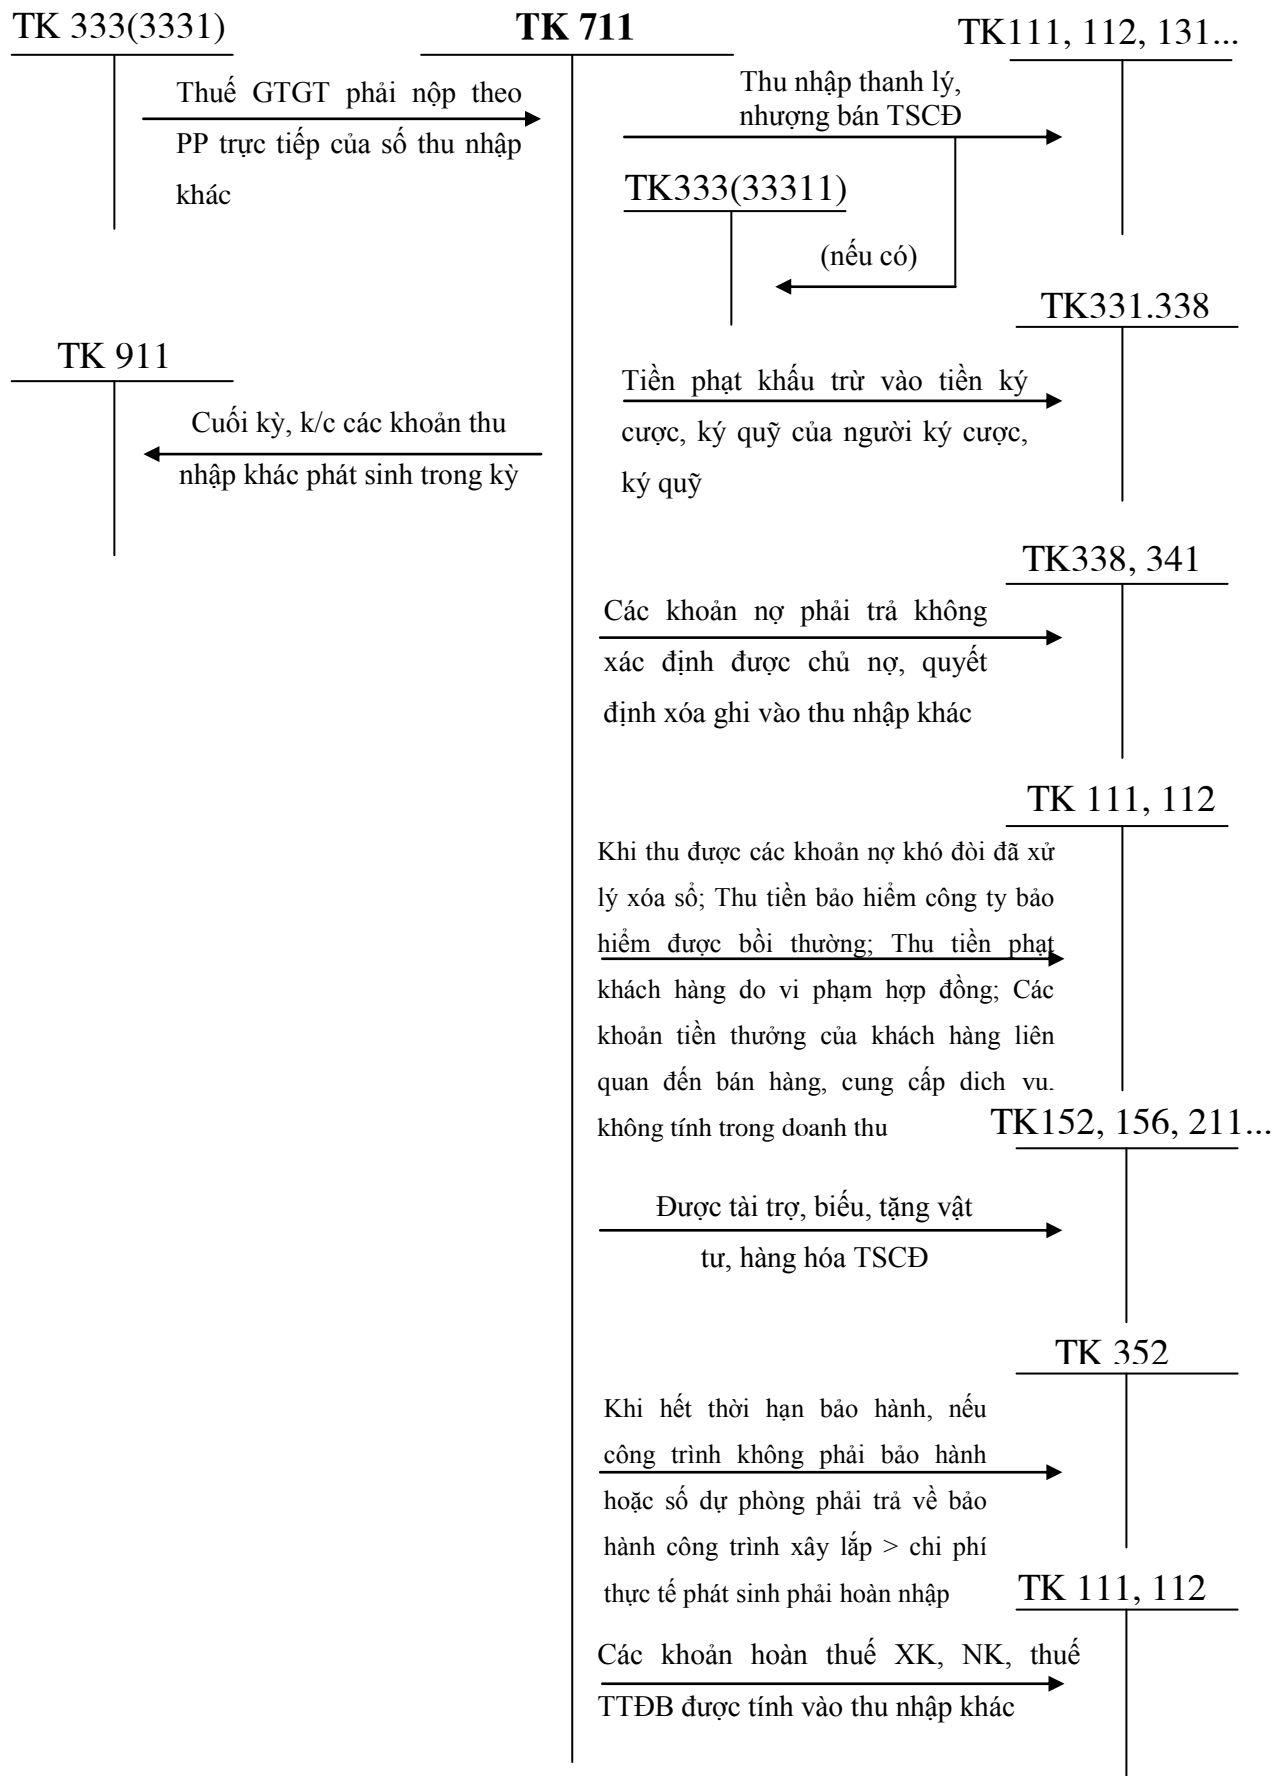 TK 333(3331)
TK 711
TK111, 112, 131...
Thuế GTGT phải nộp theo
PP trực tiếp của số thu nhập
khác
Thu nhập thanh lý,
nhượng bán TSCĐ
TK333(33311)
(nếu có)
TK331.338
TK 911
Cuối kỳ, k/c các khoản thu
nhập khác phát sinh trong kỳ
Tiền phạt khấu trừ vào tiền ký
cược, ký quỹ của người ký cược,
ký quỹ
TK338, 341
Các khoản nợ phải trả không
xác định được chủ nợ, quyết
định xóa ghi vào thu nhập khác
TK 111, 112
Khi thu được các khoản nợ khó đòi đã xử
lý xóa sổ; Thu tiền bảo hiểm công ty bảo
hiểm được bồi thường; Thu tiền phạt
khách hàng do vi phạm hợp đồng; Các
khoản tiền thưởng của khách hàng liên
quan đến bán hàng, cung cấp dich vu.
không tính trong doanh thu
TK152, 156, 211...
Được tài trợ, biếu, tặng vật
tư, hàng hóa TSCĐ
TK 352
Khi hết thời hạn bảo hành, nếu
công trình không phải bảo hành
hoặc số dự phòng phải trả về bảo
hành công trình xây lắp > chi phí
thực tế phát sinh phải hoàn nhập
TK 111, 112
Các khoản hoàn thuế XK, NK, thuế
TTĐB được tính vào thu nhập khác